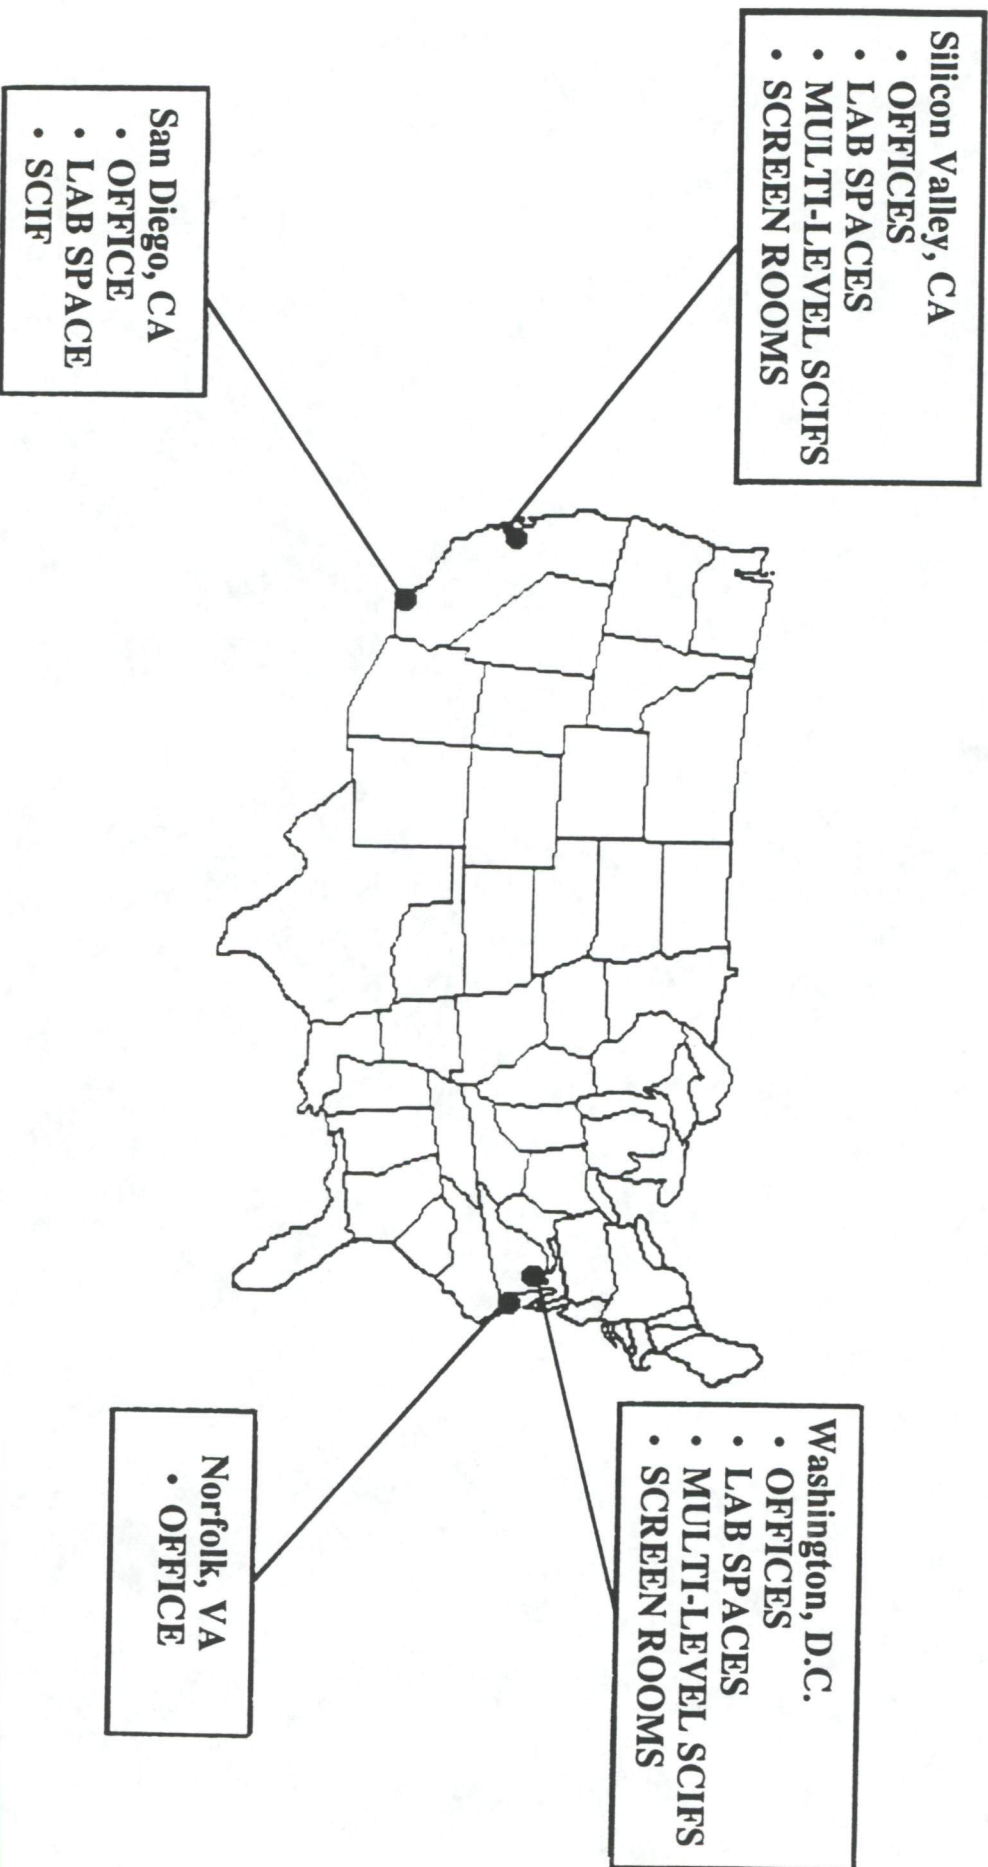 Silicon Valley, CA
• OFFICES
• LAB SPACES
• MULTI-LEVEL SCIFS
• SCREEN ROOMS
San Diego, CA
• OFFICE
• LAB SPACE
• SCIF
Washington, D.C.
• OFFICES
• LAB SPACES
• MULTI-LEVEL SCIFS
• SCREEN ROOMS
Norfolk, VA
• OFFICE